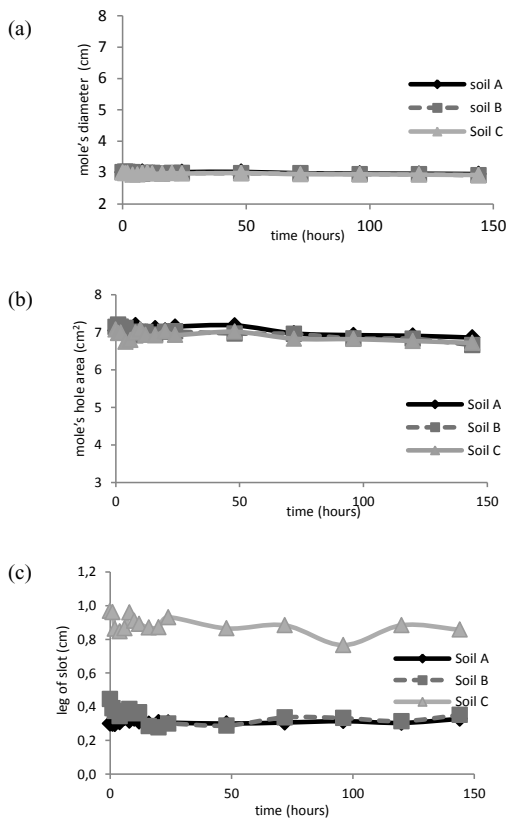 (a)
mole's diameter (cm)
8
7
6
5
4
3
2
0
50
100
150
time (hours)
soil A
soil B
Soil C
(b)
mole's hole area (cm²)
8
7
6
5
4
3
0
50
100
150
time (hours)
Soil A
Soil B
Soil C
(c)
leg of slot (cm)
1,2
1,0
0,8
0,6
0,4
0,2
0,0
0
50
100
150
time (hours)
Soil A
Soil B
Soil C